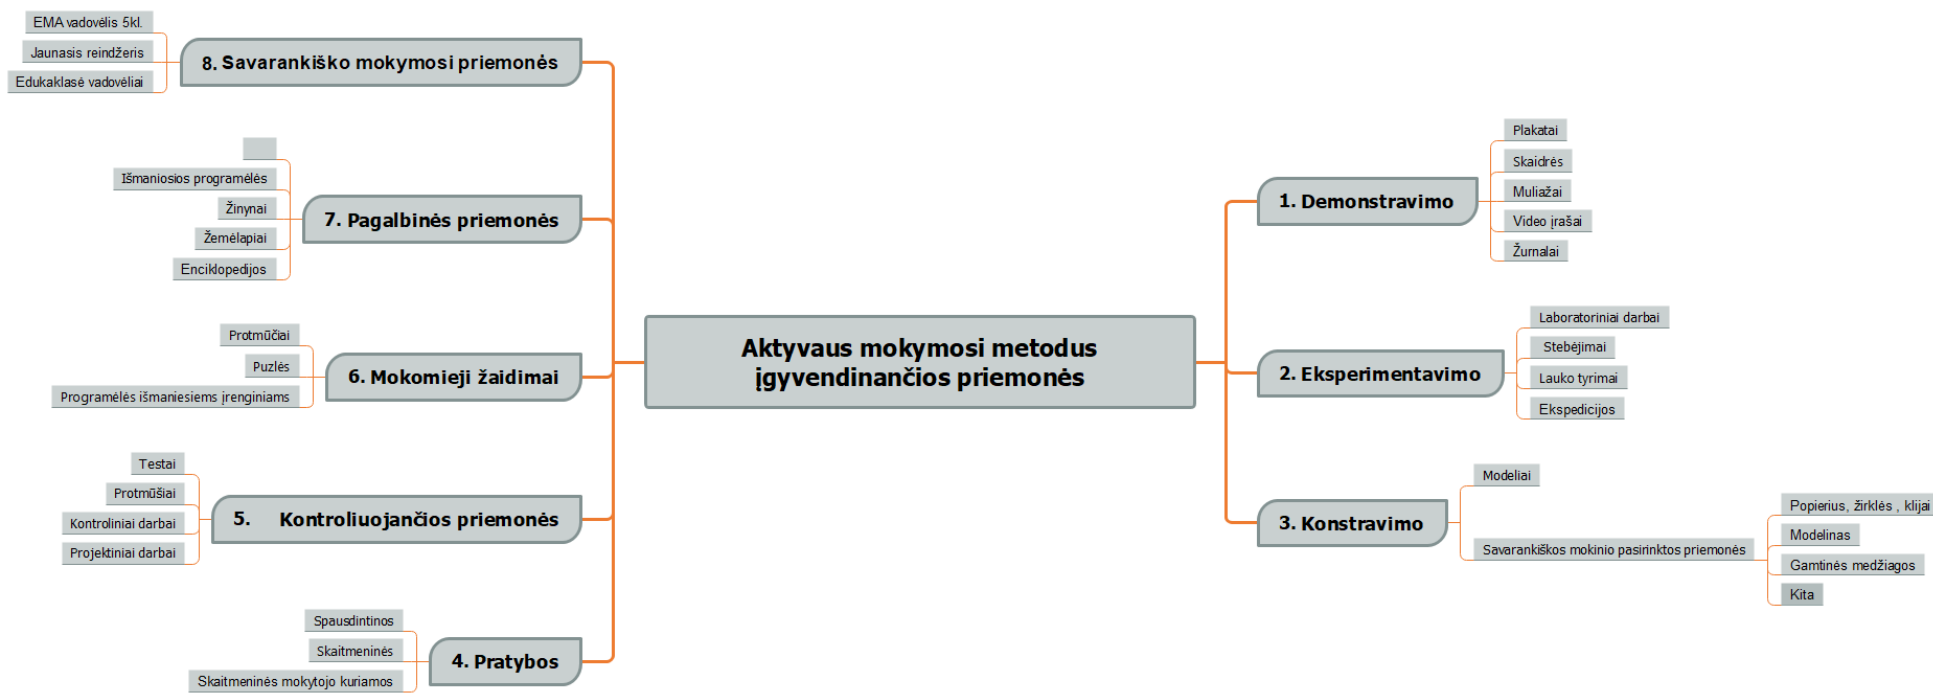 Aktyvaus mokymosi metodus
įgyvendinančios priemonės
1. Demonstravimo
Plakatai
Skaidrės
Muliažai
Video įrašai
Žurnalai
2. Eksperimentavimo
Laboratoriniai darbai
Stebėjimai
Lauko tyrimai
Ekspedicijos
3. Konstravimo
Modeliai
Savarankiškos mokinio pasirinktos priemonės
Popierius, žirklės , klijai
Modelinas
Gamtinės medžiagos
Kita
4. Pratybos
Spausdintinos
Skaitmeninės
Skaitmeninės mokytojo kuriamos
5. Kontroliuojančios priemonės
Testai
Protmūšiai
Kontroliniai darbai
Projektiniai darbai
6. Mokomieji žaidimai
Protmūčiai
Puzlės
Programėlės išmaniesiems įrenginiams
7. Pagalbinės priemonės
Išmaniosios programėlės
Žinynai
Žemėlapiai
Enciklopedijos
8. Savarankiško mokymosi priemonės
EMA vadovėlis 5kl.
Jaunasis reindžeris
Edukaklasė vadovėliai